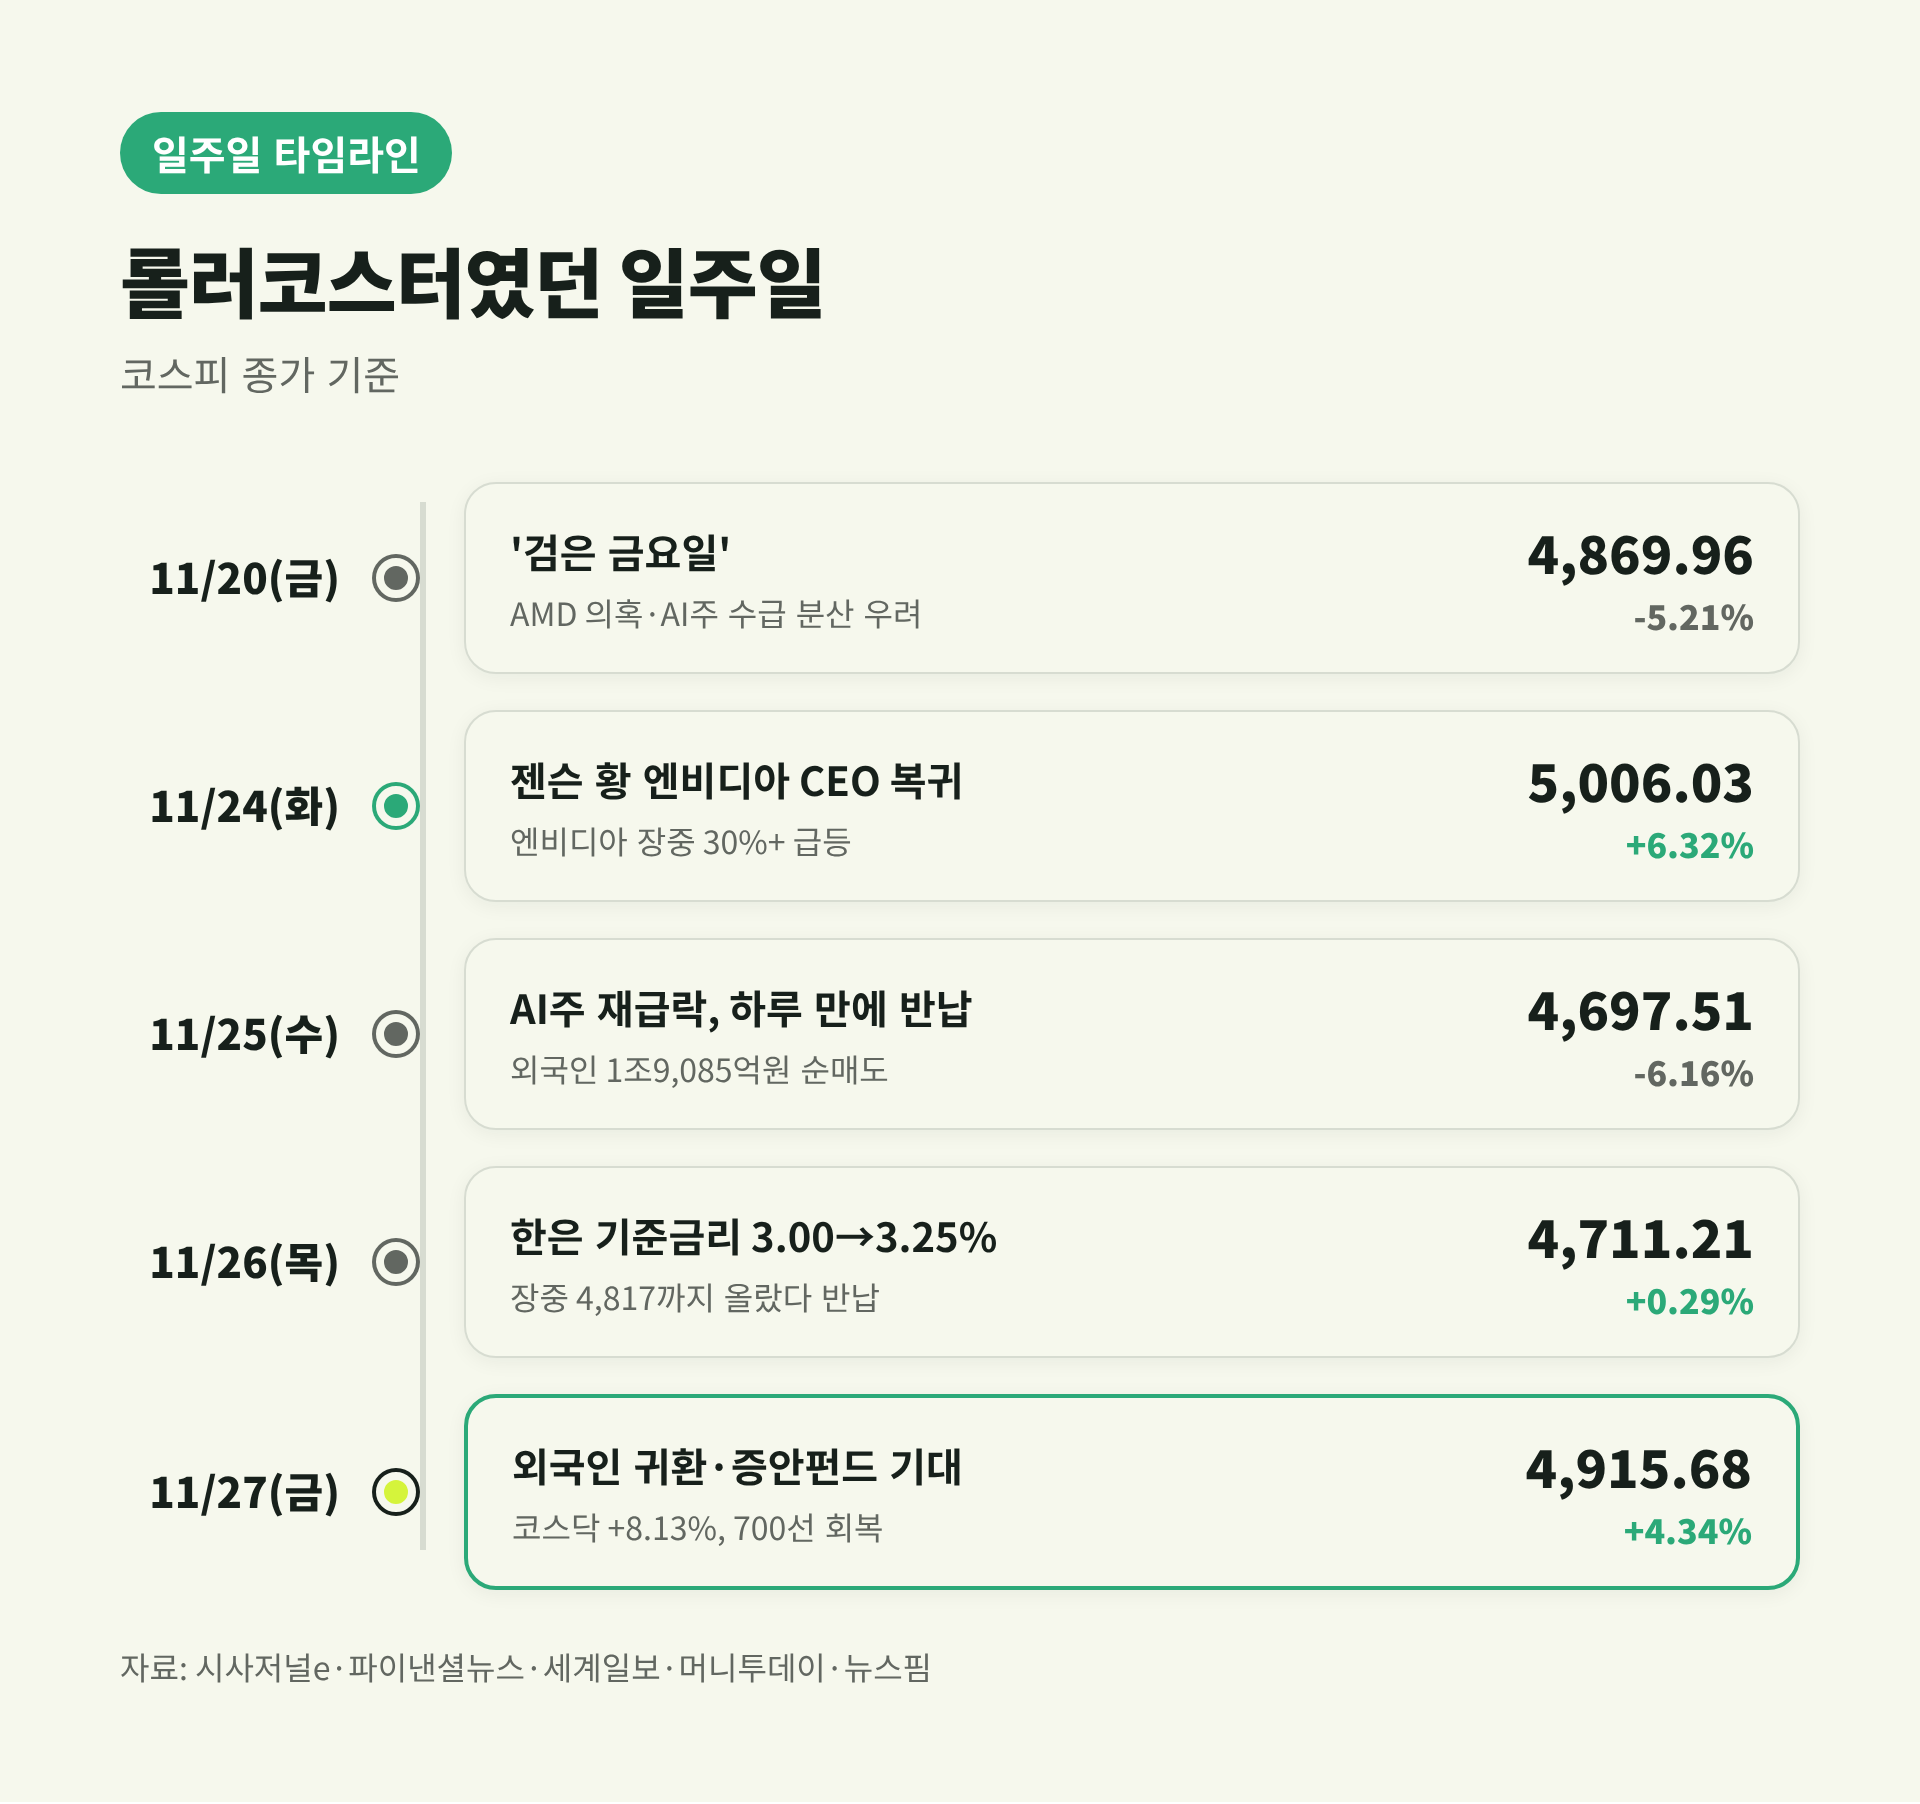 일주일 타임라인
롤러코스터였던 일주일
코스피 종가 기준
11/20(금)
'검은 금요일'
AMD 의혹·AI주 수급 분산 우려
4,869.96
-5.21%
11/24(화)
젠슨 황 엔비디아 CEO 복귀
엔비디아 장중 30%+ 급등
5,006.03
+6.32%
11/25(수)
AI주 재급락, 하루 만에 반납
외국인 1조9,085억원 순매도
4,697.51
-6.16%
11/26(목)
한은 기준금리 3.00→3.25%
장중 4,817까지 올랐다 반납
4,711.21
+0.29%
11/27(금)
외국인 귀환·증안펀드 기대
코스닥 +8.13%, 700선 회복
4,915.68
+4.34%
자료: 시사저널e·파이낸셜뉴스·세계일보·머니투데이·뉴스핌